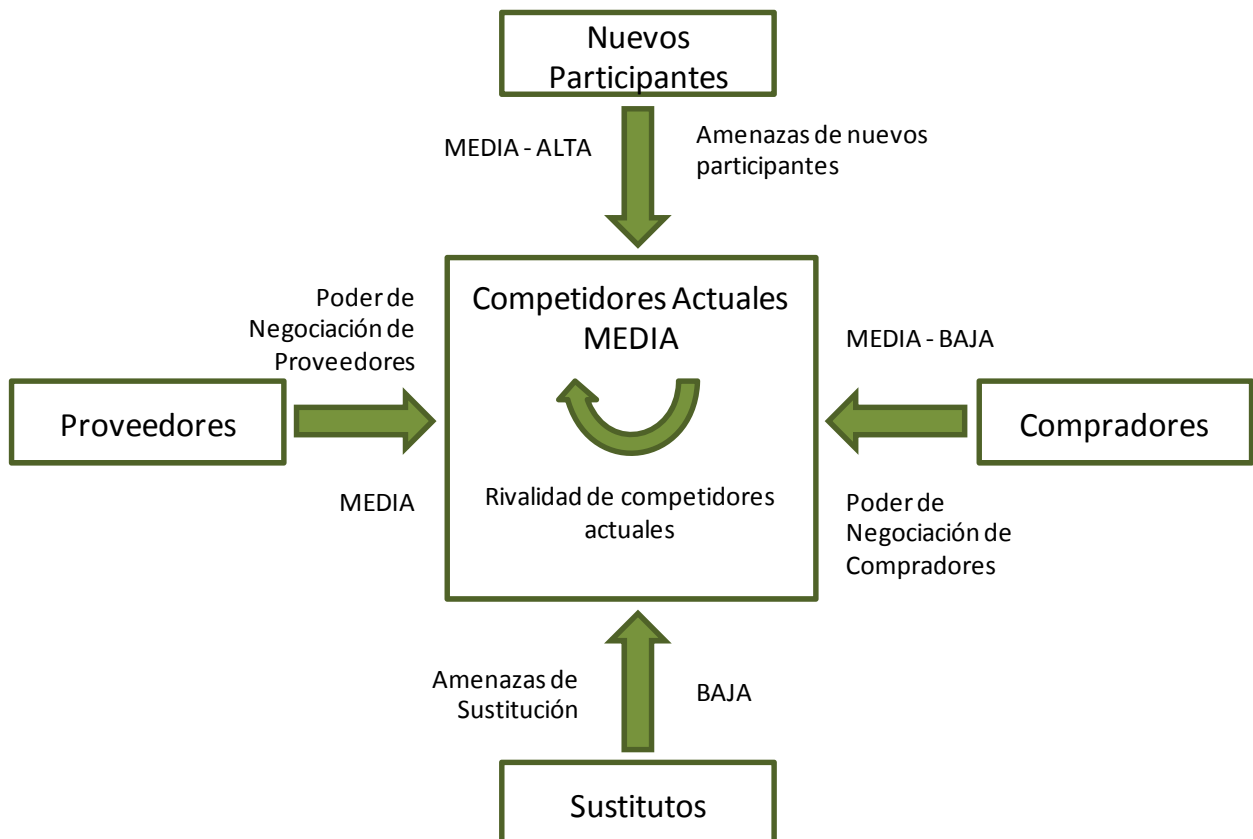 Nuevos
Participantes
MEDIA - ALTA
Amenazas de nuevos
participantes
Poder de
Negociación de
Proveedores
Competidores Actuales
MEDIA
MEDIA - BAJA
Proveedores
Compradores
MEDIA
Rivalidad de competidores
actuales
Poder de
Negociación de
Compradores
Amenazas de
Sustitución
BAJA
Sustitutos